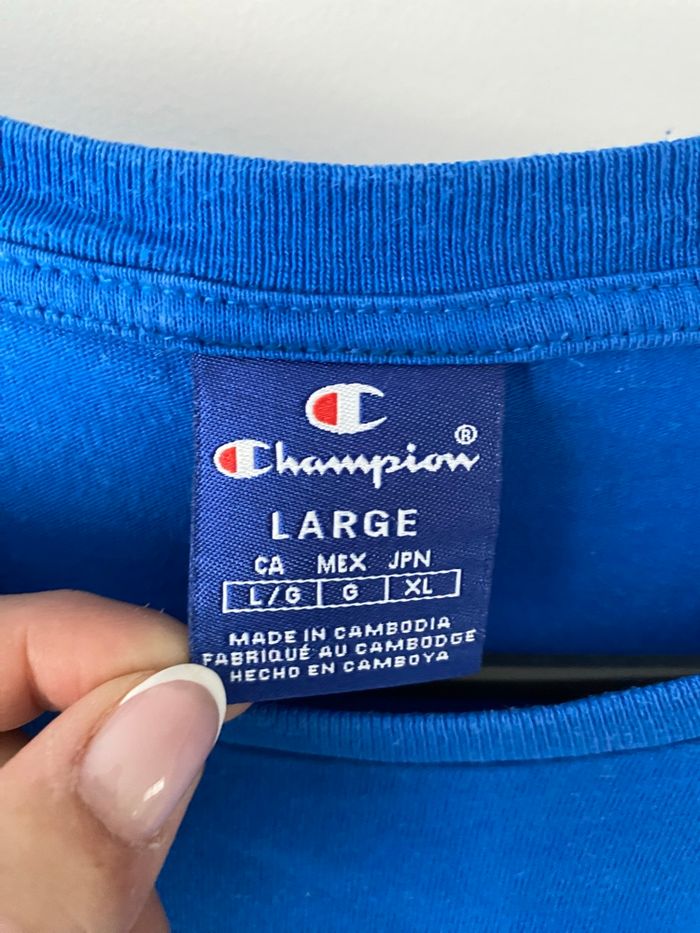 Champion®
LARGE
CA MEX JPN
L/G G XL
MADE IN CAMBODIA
FABRIQUÉ AU CAMBODGE
HECHO EN CAMBOYA